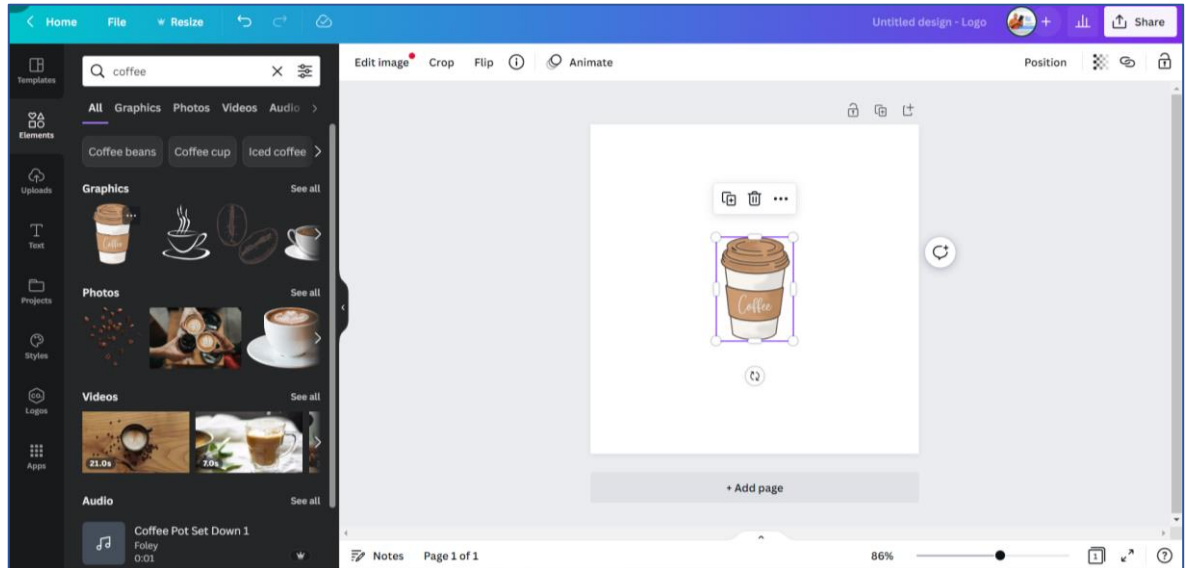 Home File Resize Untitled design - Logo + Share
Templates
Elements
Uploads
Text
Projects
Styles
CO.
Logos
Apps
coffee
All Graphics Photos Videos Audio
Coffee beans Coffee cup Iced coffee
Graphics See all
Coffee
Photos See all
Videos See all
21.0s 7.0s
Audio See all
Coffee Pot Set Down 1
Foley
0:01
Edit image Crop Flip Animate Position
Coffee
+ Add page
Notes Page 1 of 1 86% 1